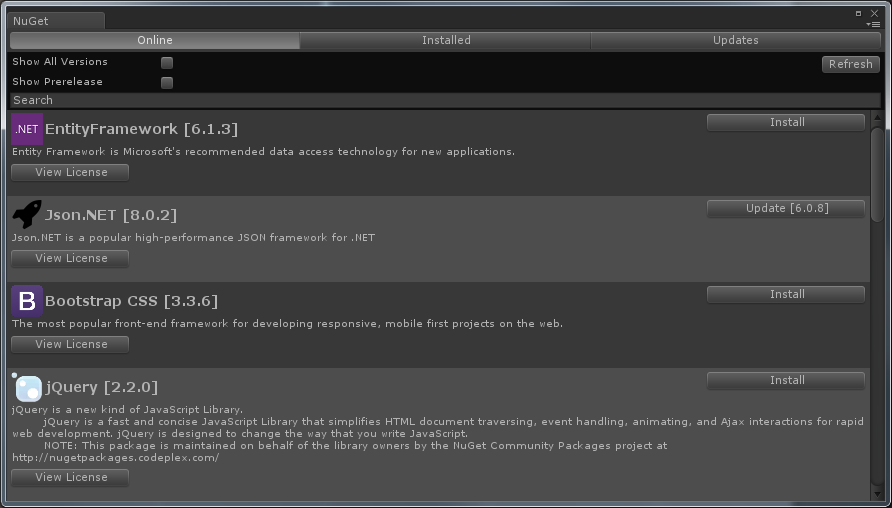 NuGet
Online Installed Updates
Show All Versions
Refresh
Show Prerelease
Search
.NET EntityFramework [6.1.3] Install
Entity Framework is Microsoft's recommended data access technology for new applications.
View License
Json.NET [8.0.2] Update [6.0.8]
Json.NET is a popular high-performance JSON framework for .NET
View License
B Bootstrap CSS [3.3.6] Install
The most popular front-end framework for developing responsive, mobile first projects on the web.
View License
jQuery [2.2.0] Install
jQuery is a new kind of JavaScript Library.
jQuery is a fast and concise JavaScript Library that simplifies HTML document traversing, event handling, animating, and Ajax interactions for rapid
web development. jQuery is designed to change the way that you write JavaScript.
NOTE: This package is maintained on behalf of the library owners by the NuGet Community Packages project at
http://nugetpackages.codeplex.com/
View License